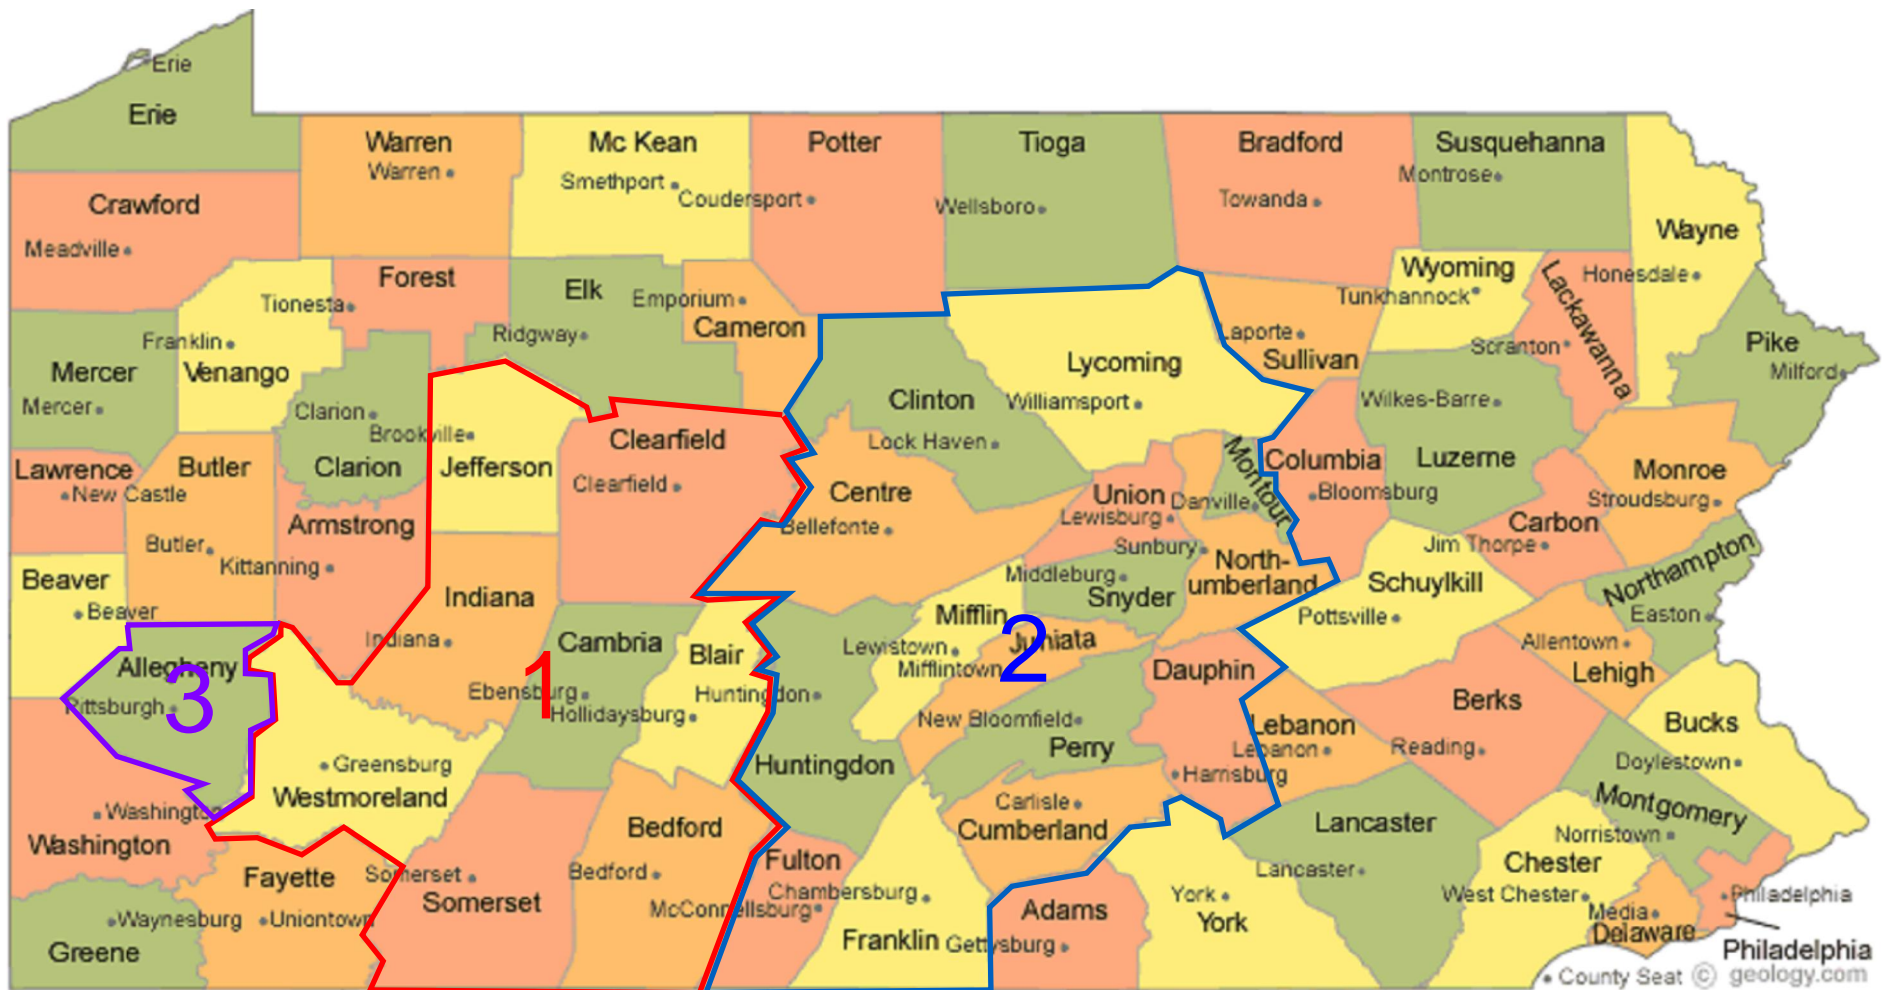 Erie
Erie
Warren
Warren
Mc Kean
Smethport
Potter
Coudersport
Tioga
Wellsboro
Bradford
Towanda
Susquehanna
Montrose
Wayne
Honesdale
Crawford
Meadville
Forest
Tionesta
Elk
Ridgway
Emporium
Cameron
Wyoming
Tunkhannock
Lackawanna
Scranton
Pike
Milford
Mercer
Mercer
Franklin
Venango
Clarion
Clarion
Brookville
Jefferson
Clearfield
Clearfield
Clinton
Lock Haven
Lycoming
Williamsport
Laporte
Sullivan
Wilkes-Barre
Luzerne
Columbia
Bloomsburg
Montour
Danville
Monroe
Stroudsburg
Lawrence
New Castle
Butler
Butler
Armstrong
Kittanning
Centre
Bellefonte
Union
Lewisburg
Sunbury
North-
umberland
Carbon
Jim Thorpe
Northampton
Easton
Beaver
Beaver
Indiana
Indiana
Cambria
Ebensburg
Blair
Hollidaysburg
Huntingdon
Huntingdon
Mifflin
Lewistown
Middleburg
Snyder
Juniata
Mifflintown
Schuylkill
Pottsville
Allentown
Lehigh
Allegheny
Pittsburgh
3
1
2
New Bloomfield
Perry
Dauphin
Harrisburg
Lebanon
Lebanon
Berks
Reading
Bucks
Doylestown
Greensburg
Westmoreland
Washington
Washington
Bedford
Bedford
Carlisle
Cumberland
Lancaster
Lancaster
Montgomery
Norristown
Fayette
Uniontown
Somerset
Somerset
Fulton
McConnellsburg
Chambersburg
Franklin
Gettysburg
Adams
York
York
Chester
West Chester
Media
Delaware
Philadelphia
Philadelphia
Waynesburg
Greene
County Seat © geology.com